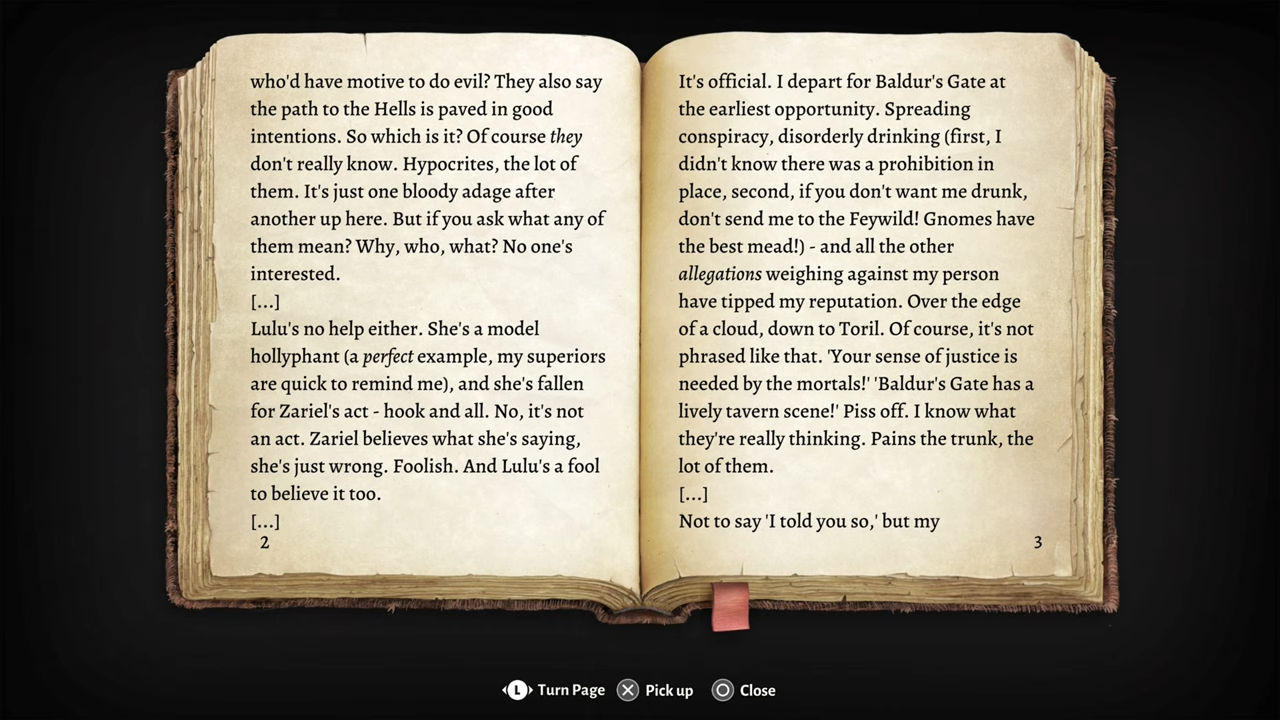 who'd have motive to do evil? They also say
the path to the Hells is paved in good
intentions. So which is it? Of course they
don't really know. Hypocrites, the lot of
them. It's just one bloody adage after
another up here. But if you ask what any of
them mean? Why, who, what? No one's
interested.
[...]
Lulu's no help either. She's a model
hollyphant (a perfect example, my superiors
are quick to remind me), and she's fallen
for Zariel's act - hook and all. No, it's not
an act. Zariel believes what she's saying,
she's just wrong. Foolish. And Lulu's a fool
to believe it too.
[...]
2
It's official. I depart for Baldur's Gate at
the earliest opportunity. Spreading
conspiracy, disorderly drinking (first, I
didn't know there was a prohibition in
place, second, if you don't want me drunk,
don't send me to the Feywild! Gnomes have
the best mead!) - and all the other
allegations weighing against my person
have tipped my reputation. Over the edge
of a cloud, down to Toril. Of course, it's not
phrased like that. 'Your sense of justice is
needed by the mortals!' 'Baldur's Gate has a
lively tavern scene!' Piss off. I know what
they're really thinking. Pains the trunk, the
lot of them.
[...]
Not to say 'I told you so,' but my
3
L Turn Page Pick up Close